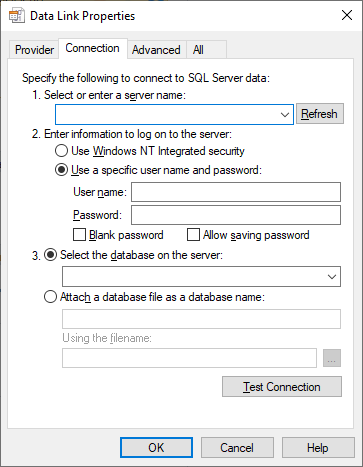 Data Link Properties
Provider Connection Advanced All
Specify the following to connect to SQL Server data:
1. Select or enter a server name:
Refresh
2. Enter information to log on to the server:
Use Windows NT Integrated security
Use a specific user name and password:
User name:
Password:
Blank password Allow saving password
3. Select the database on the server:
Attach a database file as a database name:
Using the filename:
...
Test Connection
OK Cancel Help